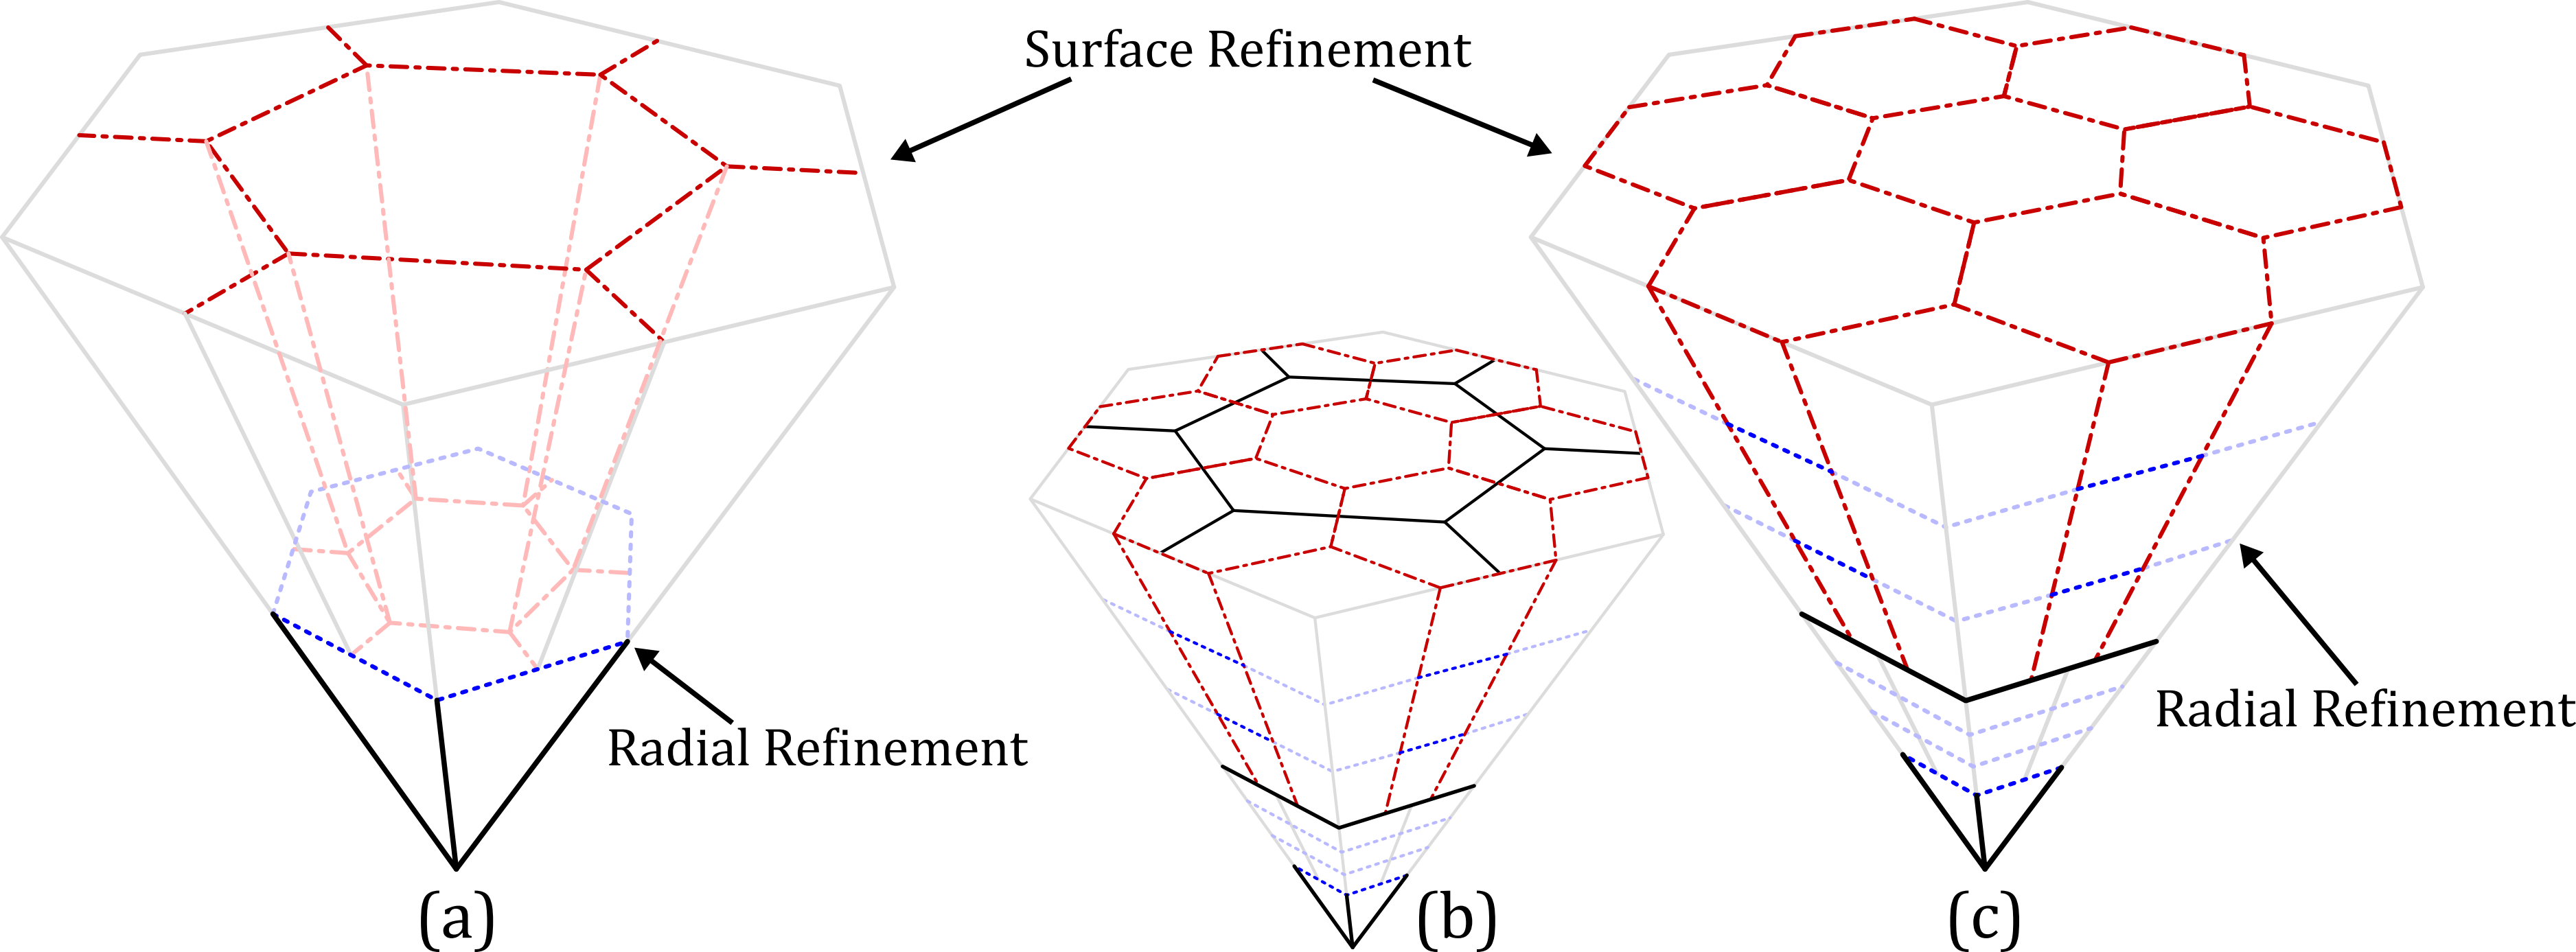 Surface Refinement
Radial Refinement
Radial Refinement
(a)
(b)
(c)